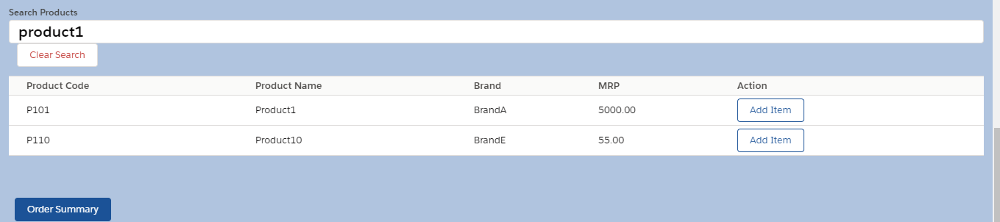 Search Products
product1
Clear Search
Product Code Product Name Brand MRP Action
P101 Product1 BrandA 5000.00 Add Item
P110 Product10 BrandE 55.00 Add Item
Order Summary